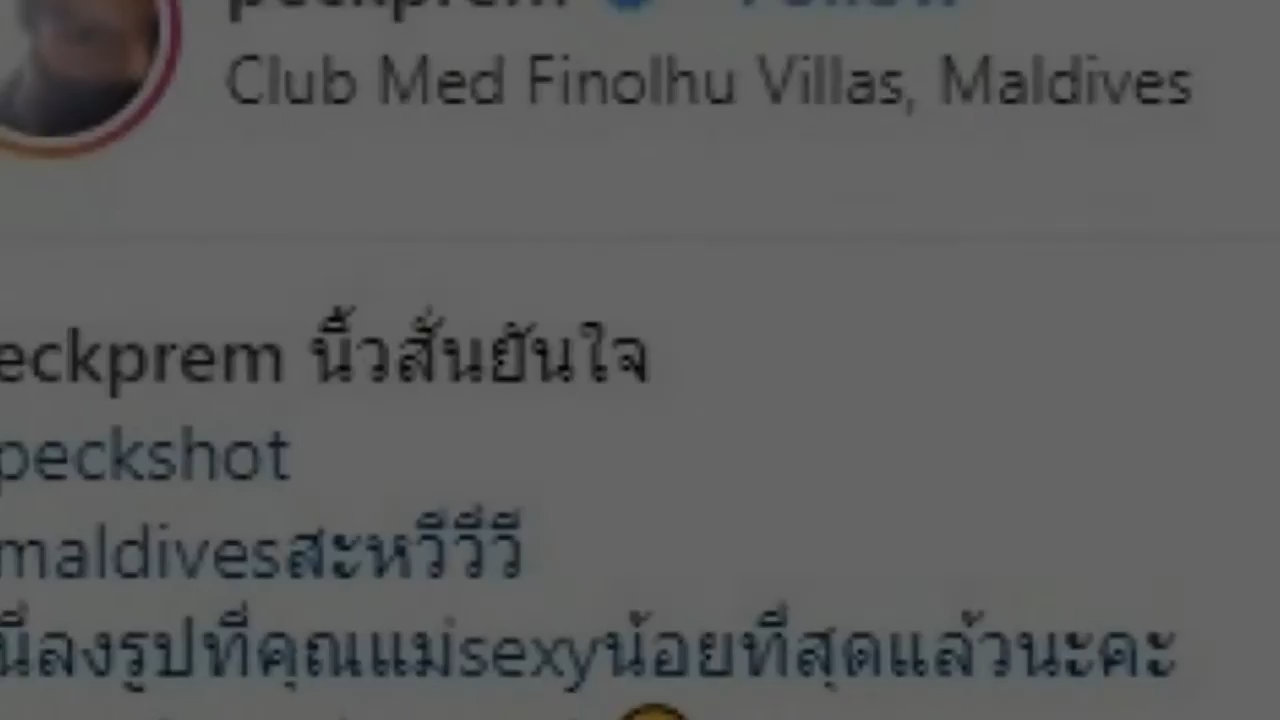 peckprem Follow
Club Med Finolhu Villas, Maldives
eckprem นิ้วสั่นยันใจ
peckshot
maldivesสะหวีวีวี
นี่ลงรูปที่คุณแม่sexyน้อยที่สุดแล้วนะคะ